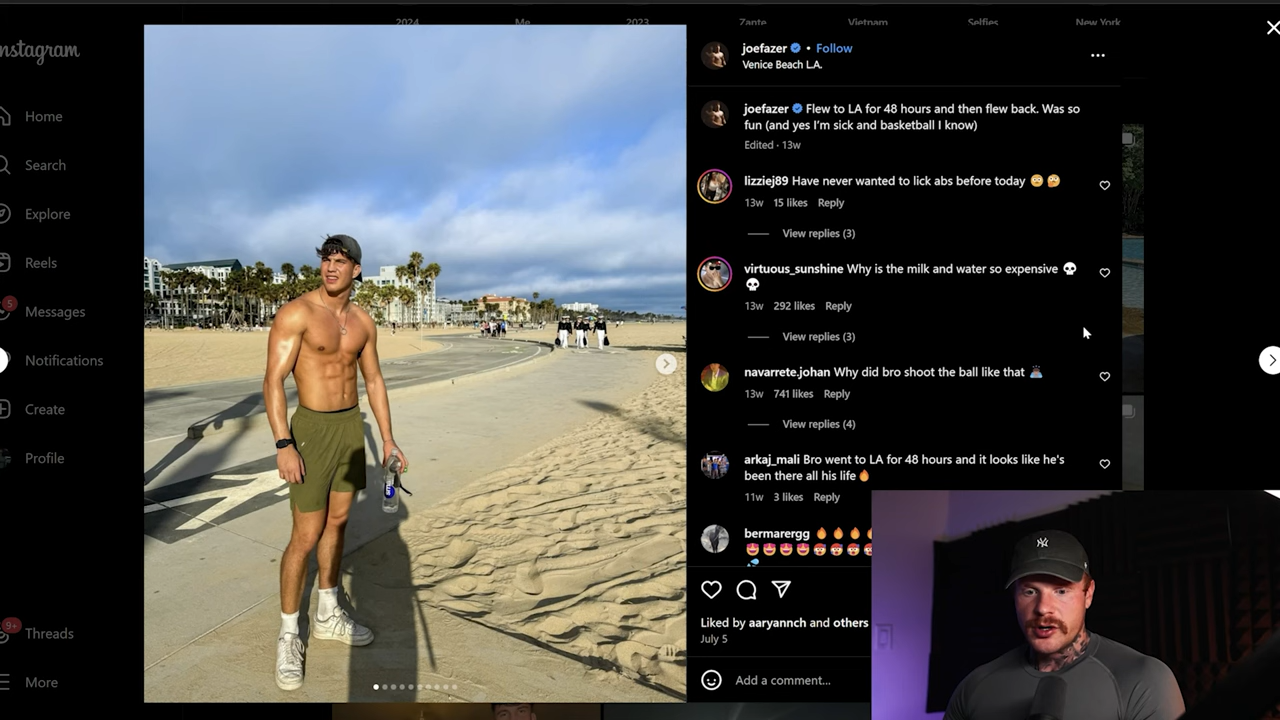 2024 Me 2023 Zante Vietnam Selfies New York
nstagram
Home
Search
Explore
Reels
5
Messages
Notifications
Create
Profile
9+
Threads
More
joefazer • Follow
Venice Beach L.A.
joefazer Flew to LA for 48 hours and then flew back. Was so
fun (and yes I'm sick and basketball I know)
Edited · 13w
lizziej89 Have never wanted to lick abs before today 🥺 🤔
13w 15 likes Reply
View replies (3)
virtuous_sunshine Why is the milk and water so expensive 💀
💀
13w 292 likes Reply
View replies (3)
navarrete.johan Why did bro shoot the ball like that
13w 741 likes Reply
View replies (4)
arkaj_mali Bro went to LA for 48 hours and it looks like he's
been there all his life🔥
11w 3 likes Reply
bermarergg 🔥 🔥 🔥
😍 😍 😍 😍 🥵 🥵 🥵 🥵
💦
Liked by aaryannch and others
July 5
Add a comment...
NY